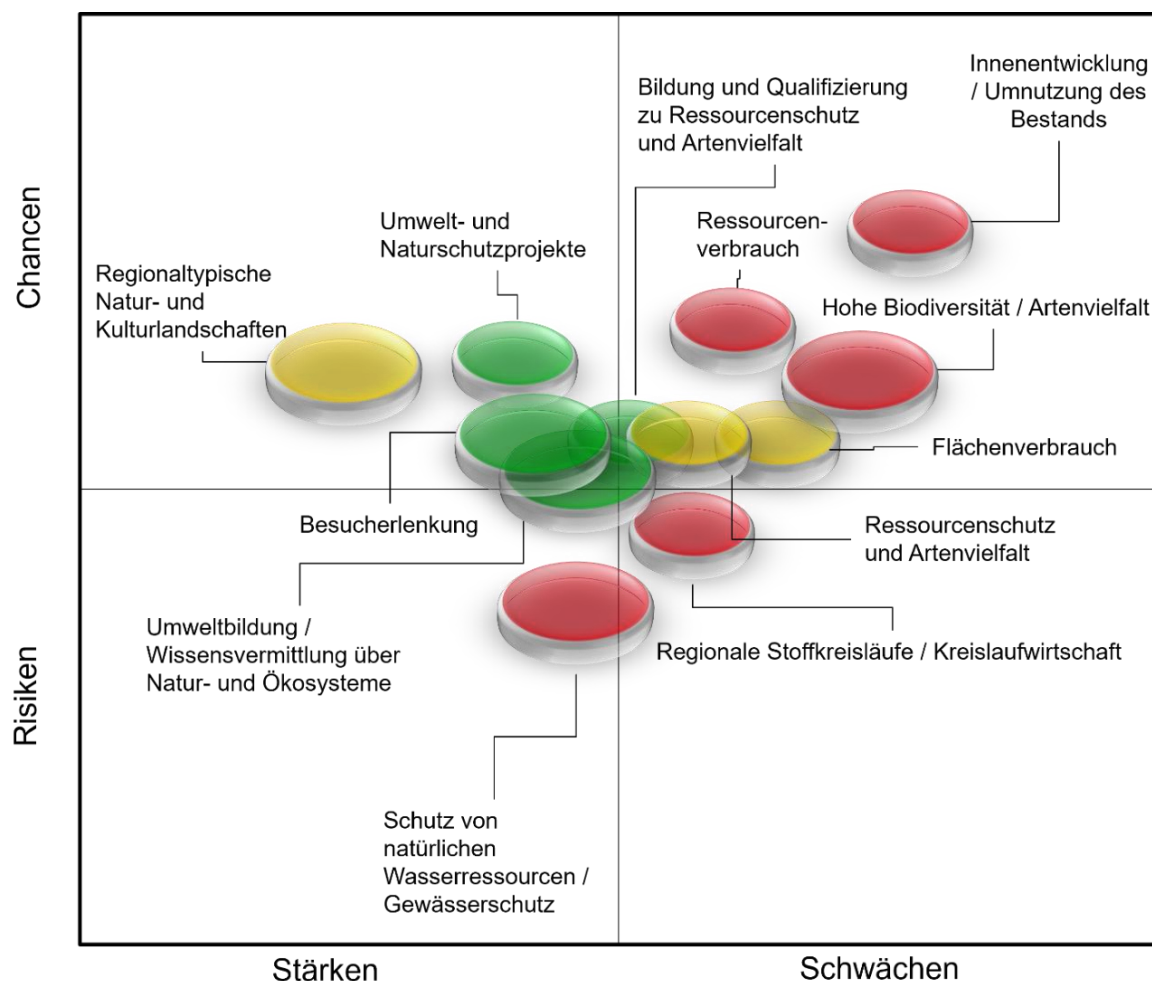 Chancen
Risiken
Stärken
Schwächen
Regionaltypische
Natur- und
Kulturlandschaften
Umwelt- und
Naturschutzprojekte
Bildung und Qualifizierung
zu Ressourcenschutz
und Artenvielfalt
Innenentwicklung
/ Umnutzung des
Bestands
Ressourcen-
verbrauch
Hohe Biodiversität / Artenvielfalt
Flächenverbrauch
Besucherlenkung
Ressourcenschutz
und Artenvielfalt
Umweltbildung /
Wissensvermittlung über
Natur- und Ökosysteme
Regionale Stoffkreisläufe / Kreislaufwirtschaft
Schutz von
natürlichen
Wasserressourcen /
Gewässerschutz